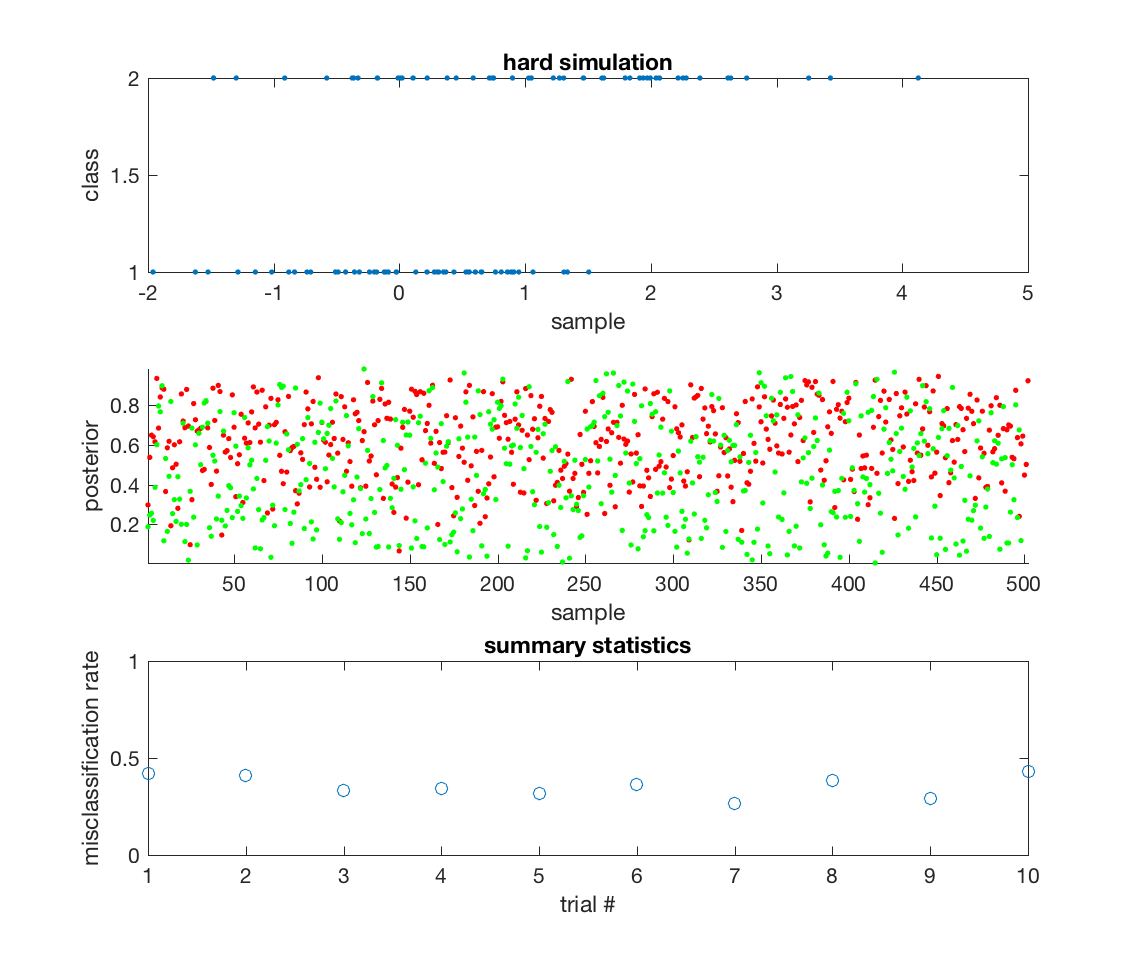 hard simulation
2
1.5
1
class
-2 -1 0 1 2 3 4 5
sample
0.8
0.6
0.4
0.2
posterior
50 100 150 200 250 300 350 400 450 500
sample
summary statistics
1
0.5
0
misclassification rate
1 2 3 4 5 6 7 8 9 10
trial #